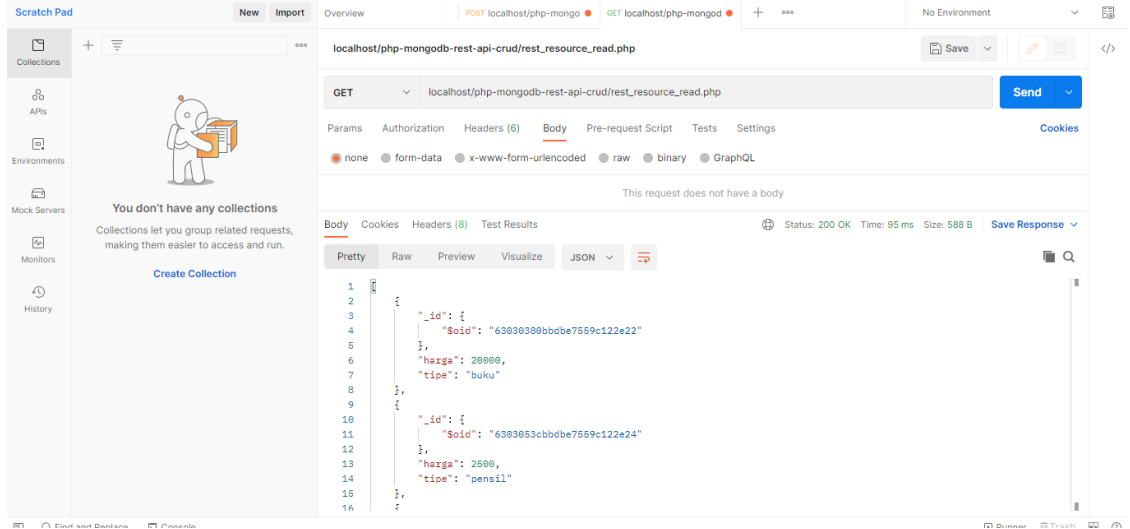 Scratch Pad
New
Import
Overview
POST localhost/php-mongo
GET localhost/php-mongod
No Environment
localhost/php-mongodb-rest-api-crud/rest_resource_read.php
Save
Collections
APIs
Environments
Mock Servers
Monitors
History
You don't have any collections
Collections let you group related requests,
making them easier to access and run.
Create Collection
GET
localhost/php-mongodb-rest-api-crud/rest_resource_read.php
Send
Params Authorization Headers (6) Body Pre-request Script Tests Settings
Cookies
none form-data x-www-form-urlencoded raw binary GraphQL
This request does not have a body
Body Cookies Headers (8) Test Results
Status: 200 OK Time: 95 ms Size: 588 B
Save Response
Pretty Raw Preview Visualize JSON
1 [
2 {
3 "_id": {
4 "$oid": "63030380bbdbe7559c122e22"
5 },
6 "harga": 20000,
7 "tipe": "buku"
8 },
9 {
10 "_id": {
11 "$oid": "6303053cbbdbe7559c122e24"
12 },
13 "harga": 2500,
14 "tipe": "pensil"
15 },
16 {
Find and Replace
Console
Runner
Trash